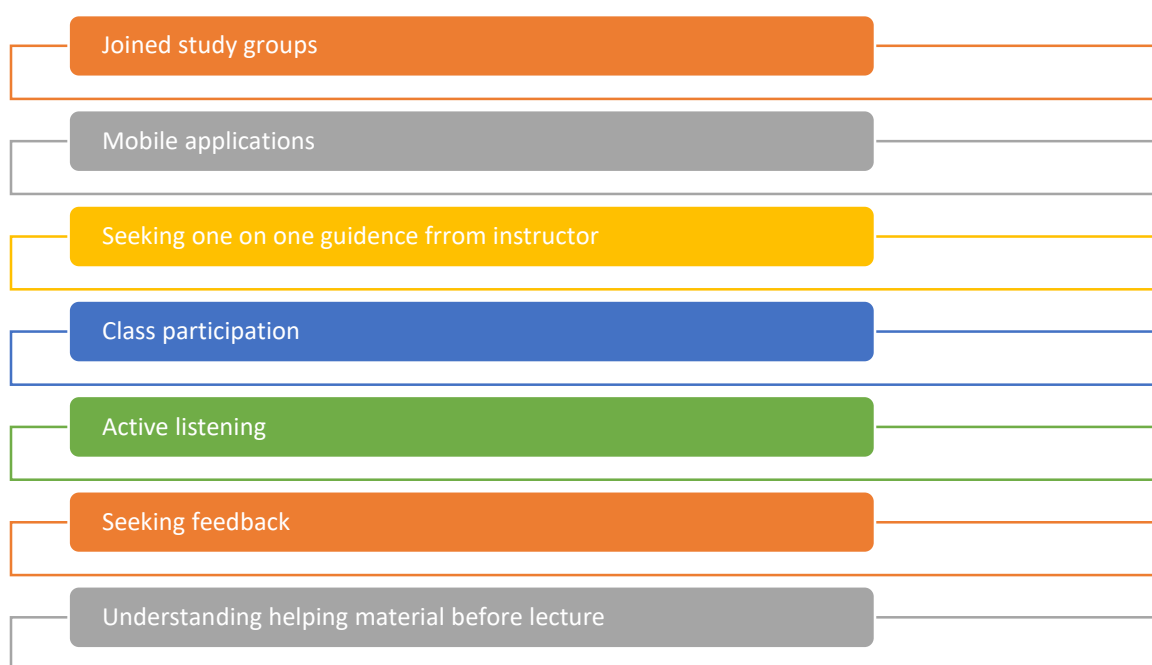 Joined study groups
Mobile applications
Seeking one on one guidence frrom instructor
Class participation
Active listening
Seeking feedback
Understanding helping material before lecture